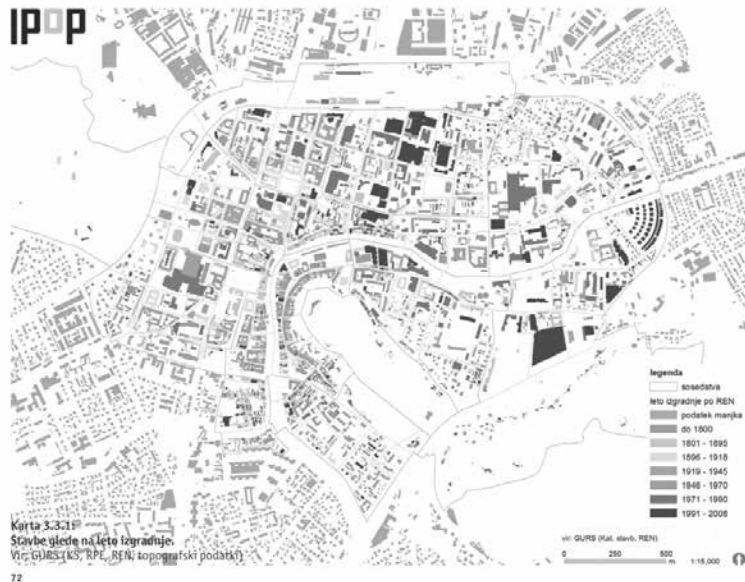 IPOP
legenda
sosedstva
leto izgradnje po REN
podatek manjka
do 1800
1801 - 1895
1896 - 1918
1919 - 1945
1946 - 1970
1971 - 1990
1991 - 2008
Karta 3.3.1:
Stavbe glede na leto izgradnje.
Vir: GURS (KS, RPE, REN, topografski podatki)
vir: GURS (Kat. stavb, REN)
0 250 500
m
1:15,000
72